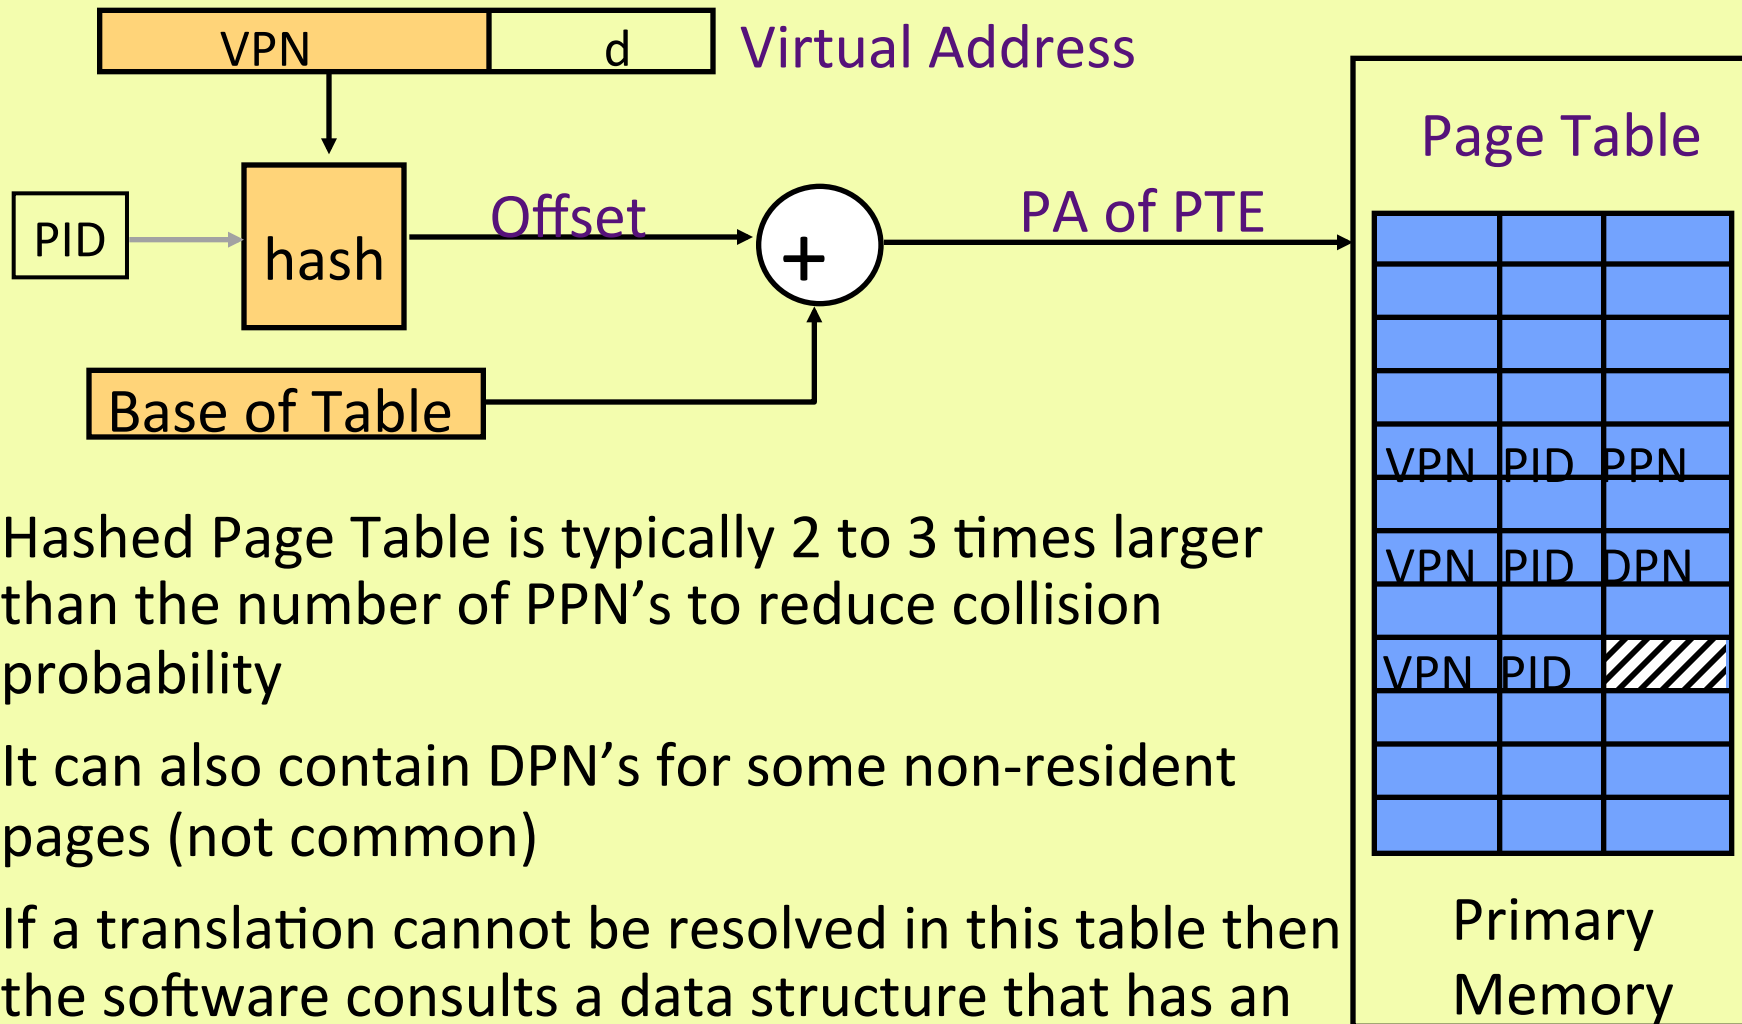 VPN d Virtual Address
Page Table
PID hash Offset + PA of PTE
Base of Table
VPN PID PPN
VPN PID DPN
VPN PID
Hashed Page Table is typically 2 to 3 times larger
than the number of PPN’s to reduce collision
probability
It can also contain DPN’s for some non-resident
pages (not common)
If a translation cannot be resolved in this table then
the software consults a data structure that has an
Primary
Memory